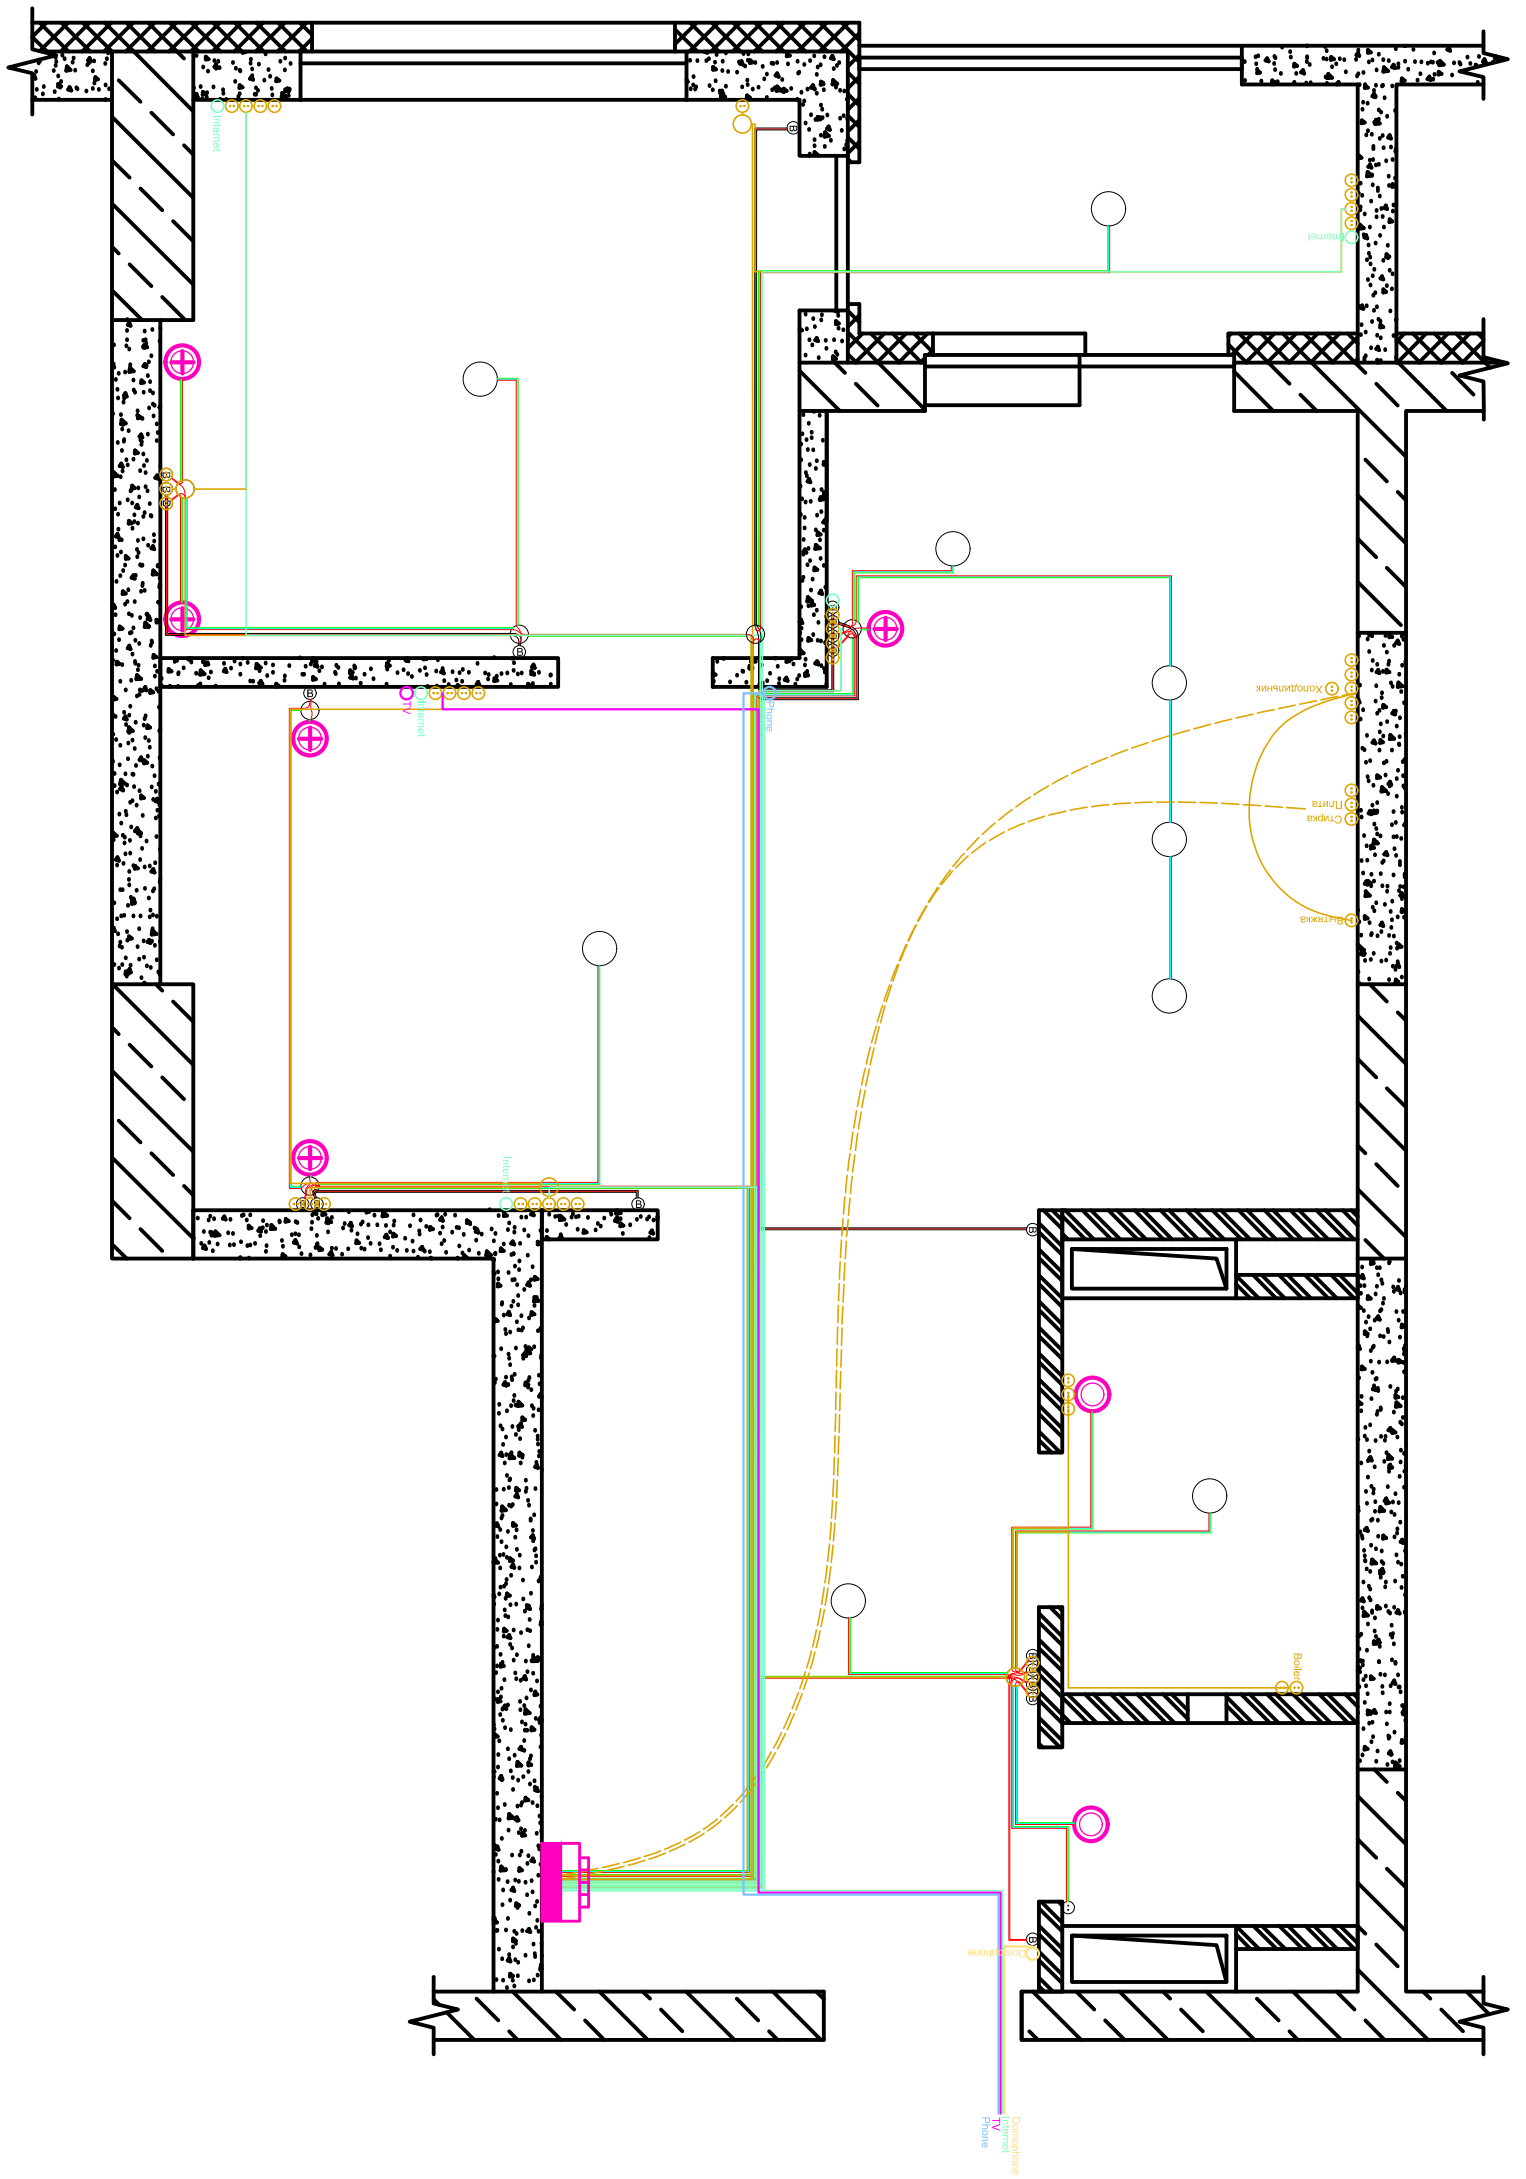 Internet
B
Internet
B
B
B
B
Холодильник
B
TV
Internet
Phone
Плита
Стирка
Вытяжка
Internet
B
B
Boiler
B
B
B
Domophone
Domophone
Internet
TV
Phone